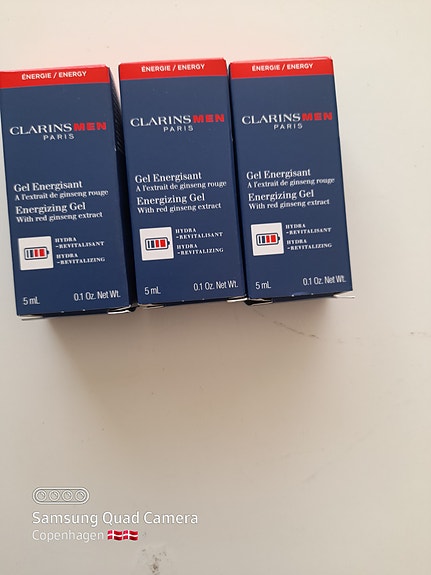 ÉNERGIE / ENERGY
CLARINSMEN
PARIS
Gel Energisant
A l'extrait de ginseng rouge
Energizing Gel
With red ginseng extract
HYDRA
-REVITALISANT
HYDRA
-REVITALIZING
5 mL
0.1 Oz. Net Wt.
ÉNERGIE / ENERGY
CLARINSMEN
PARIS
Gel Energisant
A l'extrait de ginseng rouge
Energizing Gel
With red ginseng extract
HYDRA
-REVITALISANT
HYDRA
-REVITALIZING
5 mL
0.1 Oz. Net Wt.
ÉNERGIE / ENERGY
CLARINSMEN
PARIS
Gel Energisant
A l'extrait de ginseng rouge
Energizing Gel
With red ginseng extract
HYDRA
-REVITALISANT
HYDRA
-REVITALIZING
5 mL
0.1 Oz. Net Wt.
Samsung Quad Camera
Copenhagen 🇩🇰🇩🇰